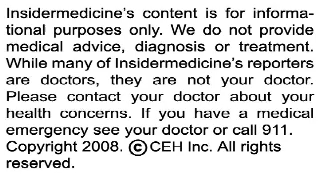 Insidermedicine's content is for informa-
tional purposes only. We do not provide
medical advice, diagnosis or treatment.
While many of Insidermedicine's reporters
are doctors, they are not your doctor.
Please contact your doctor about your
health concerns. If you have a medical
emergency see your doctor or call 911.
Copyright 2008. ©CEH Inc. All rights
reserved.